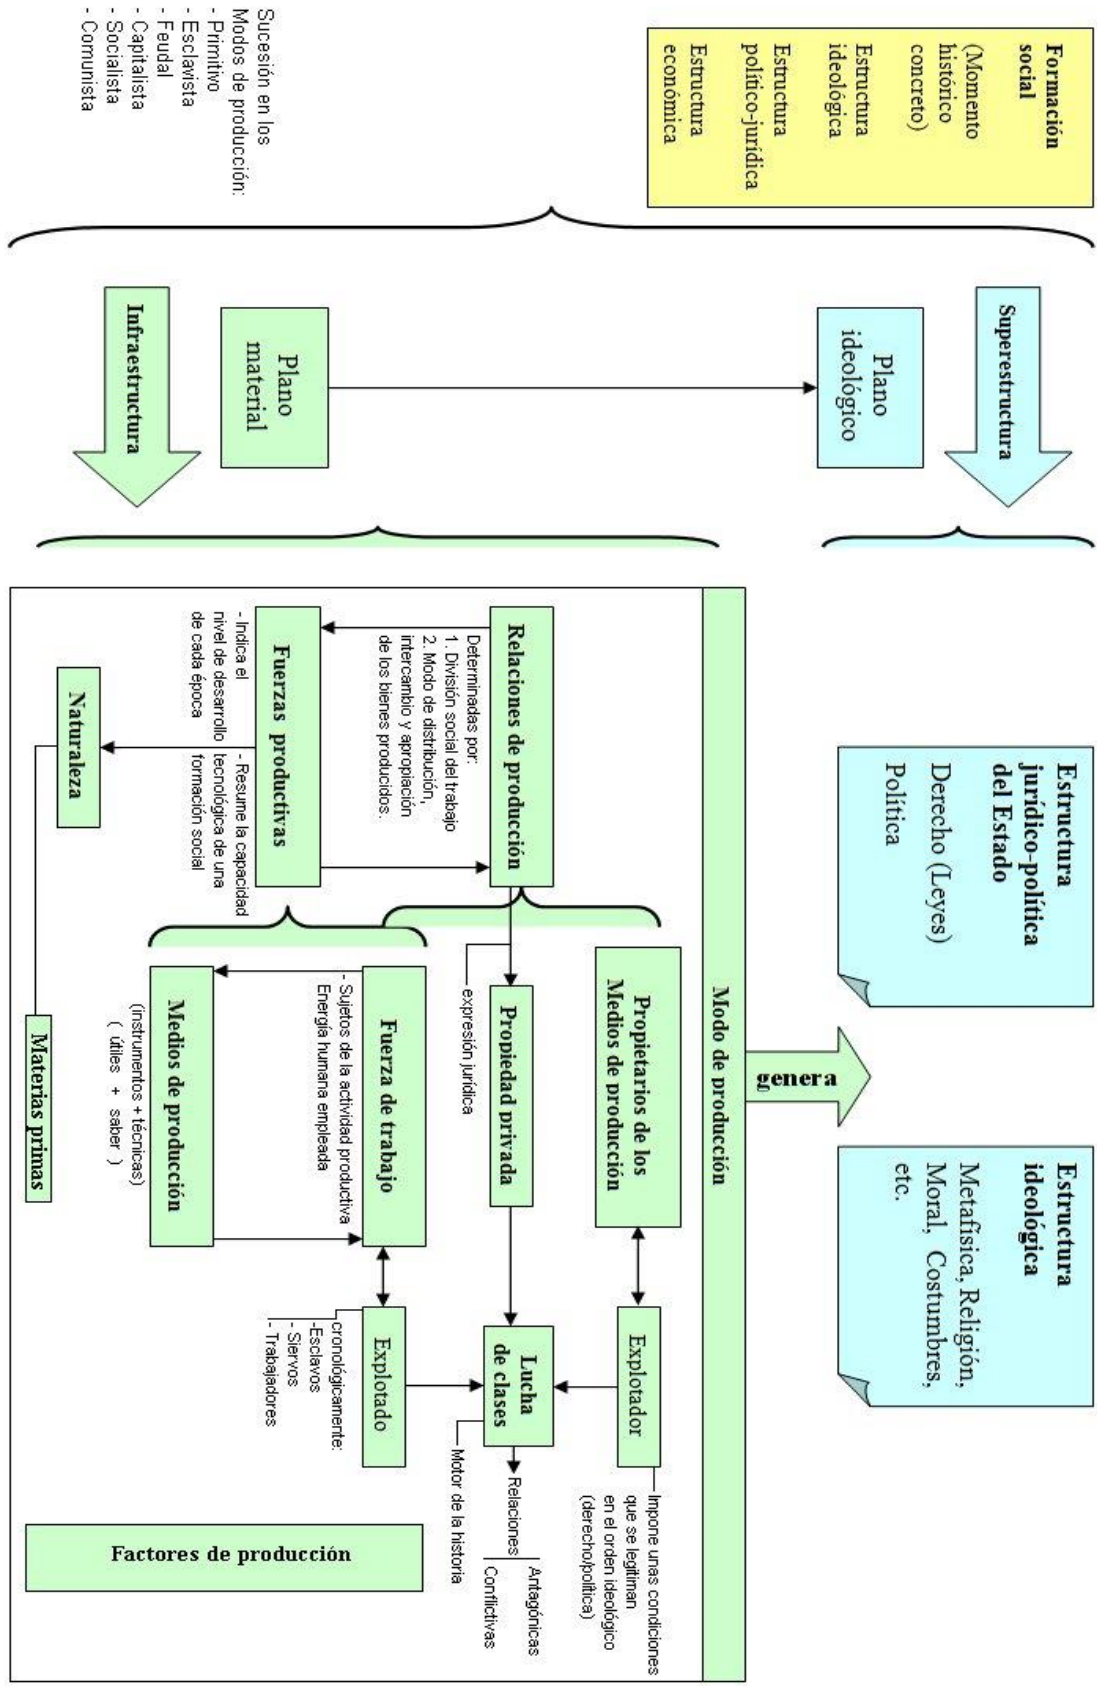 Formación
social
(Momento
histórico
concreto)
Estructura
ideológica
Estructura
político-jurídica
Estructura
económica
Sucesión en los
Modos de producción:
- Primitivo
- Esclavista
- Feudal
- Capitalista
- Socialista
- Comunista
Superestructura
Plano
ideológico
Plano
material
Infraestructura
Estructura
jurídico-política
del Estado
Derecho (Leyes)
Política
Estructura
ideológica
Metafísica, Religión,
Moral, Costumbres,
etc.
genera
Modo de producción
Relaciones de producción
Determinadas por:
1. División social del trabajo
2. Modo de distribución,
intercambio y apropiación
de los bienes producidos.
Fuerzas productivas
- Indica el
nivel de desarrollo
de cada época
- Resume la capacidad
tecnológica de una
formación social
Naturaleza
Materias primas
Propietarios de los
Medios de producción
Propiedad privada
expresión jurídica
Fuerza de trabajo
- Sujetos de la actividad productiva
Energía humana empleada
Medios de producción
(instrumentos + técnicas)
( útiles + saber )
Explotador
Impone unas condiciones
que se legitiman
en el orden ideológico
(derecho/política)
Lucha
de clases
Relaciones
Antagónicas
Conflictivas
Motor de la historia
Explotado
cronológicamente:
-Esclavos
- Siervos
- Trabajadores
Factores de producción